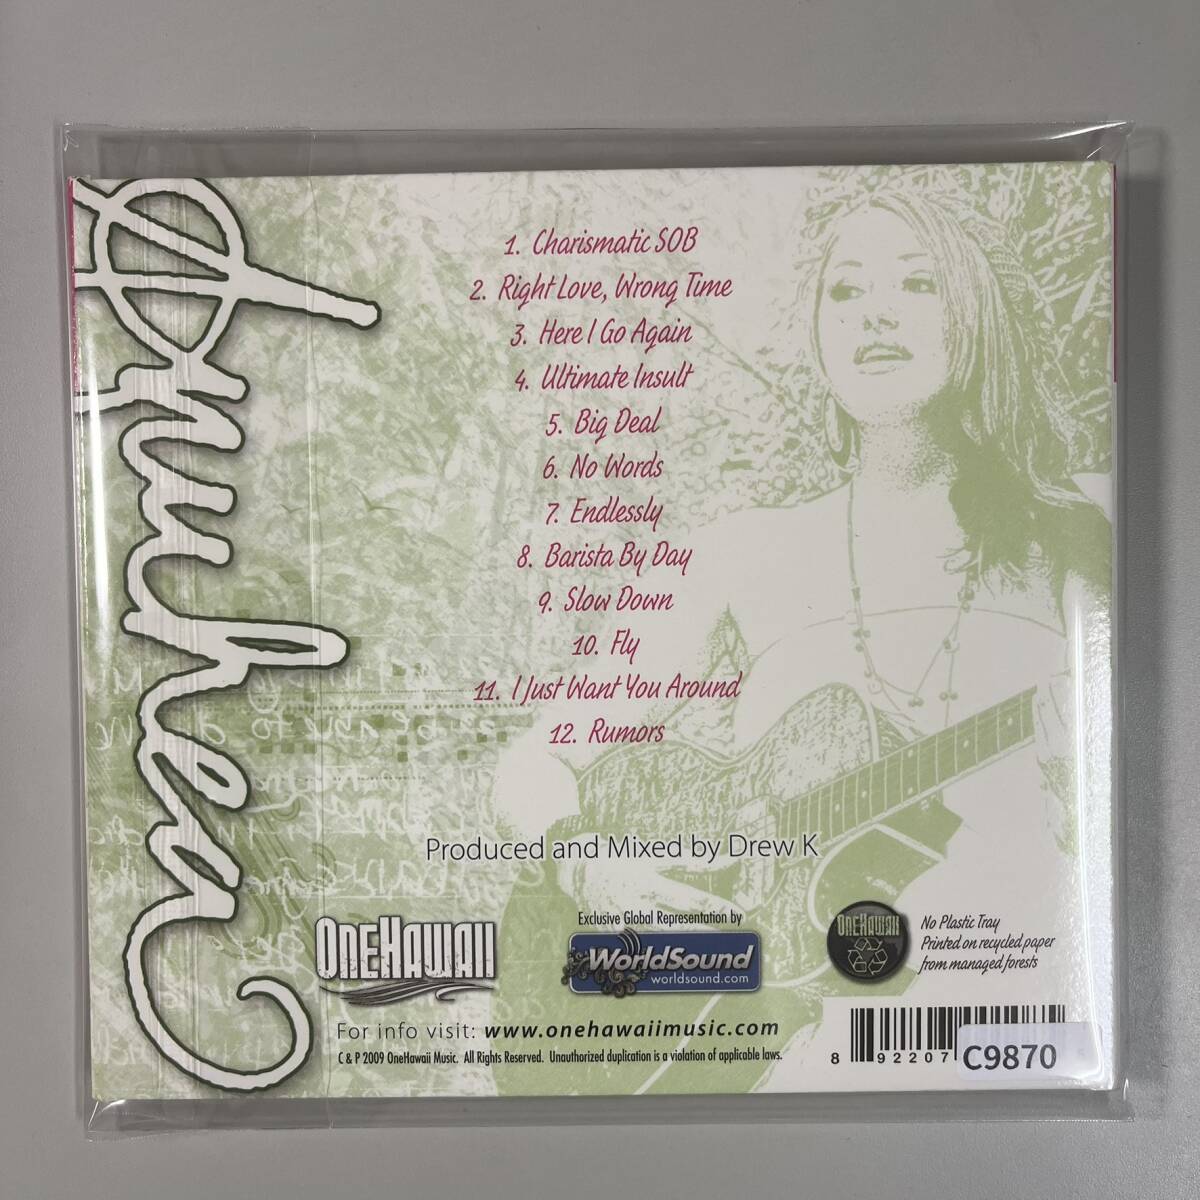 Anuhea
1. Charismatic SOB
2. Right Love, Wrong Time
3. Here I Go Again
4. Ultimate Insult
5. Big Deal
6. No Words
7. Endlessly
8. Barista By Day
9. Slow Down
10. Fly
11. I Just Want You Around
12. Rumors
Produced and Mixed by Drew K
ONEHAWAII
Exclusive Global Representation by
WorldSound
worldsound.com
ONEHAWAII
No Plastic Tray
Printed on recycled paper
from managed forests
For info visit: www.onehawaiimusic.com
C & P 2009 OneHawaii Music. All Rights Reserved. Unauthorized duplication is a violation of applicable laws.
8 92207
C9870